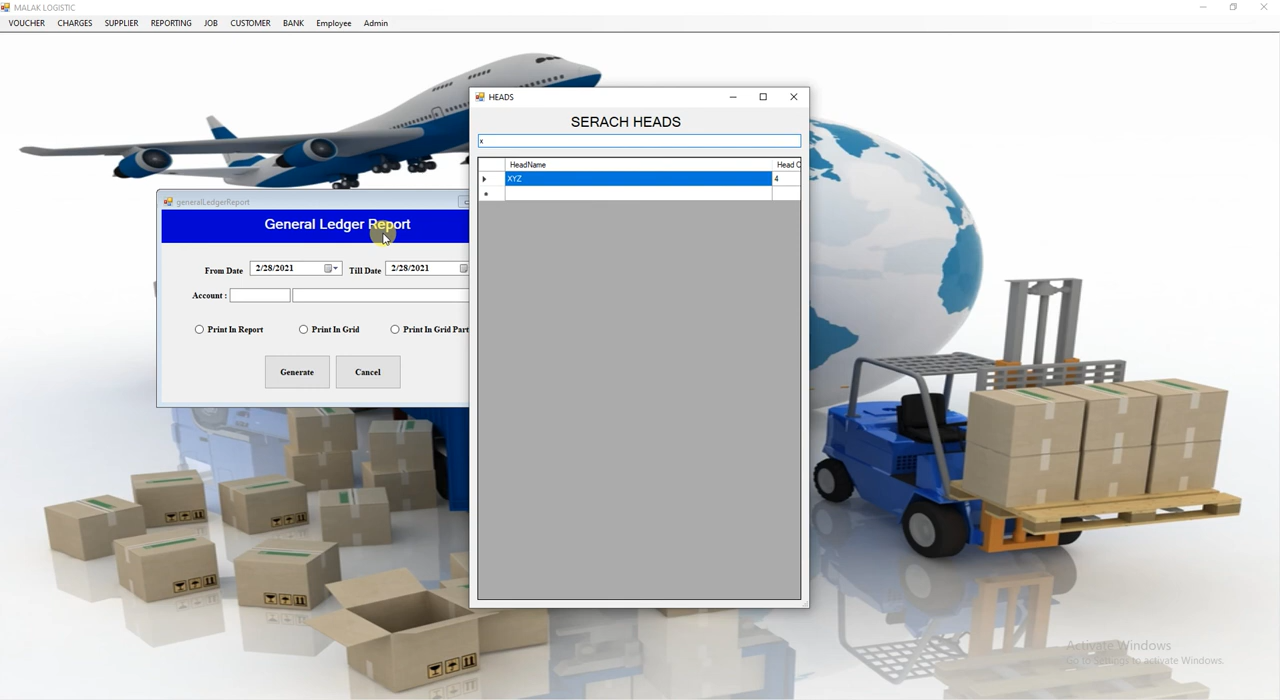 MALAK LOGISTIC
VOUCHER CHARGES SUPPLIER REPORTING JOB CUSTOMER BANK Employee Admin
HEADS
SERACH HEADS
x
HeadName Head C
XYZ 4
generalLedgerReport
General Ledger Report
From Date 2/28/2021 Till Date 2/28/2021
Account :
Print In Report Print In Grid Print In Grid Part
Generate Cancel
Activate Windows
Go to Settings to activate Windows.